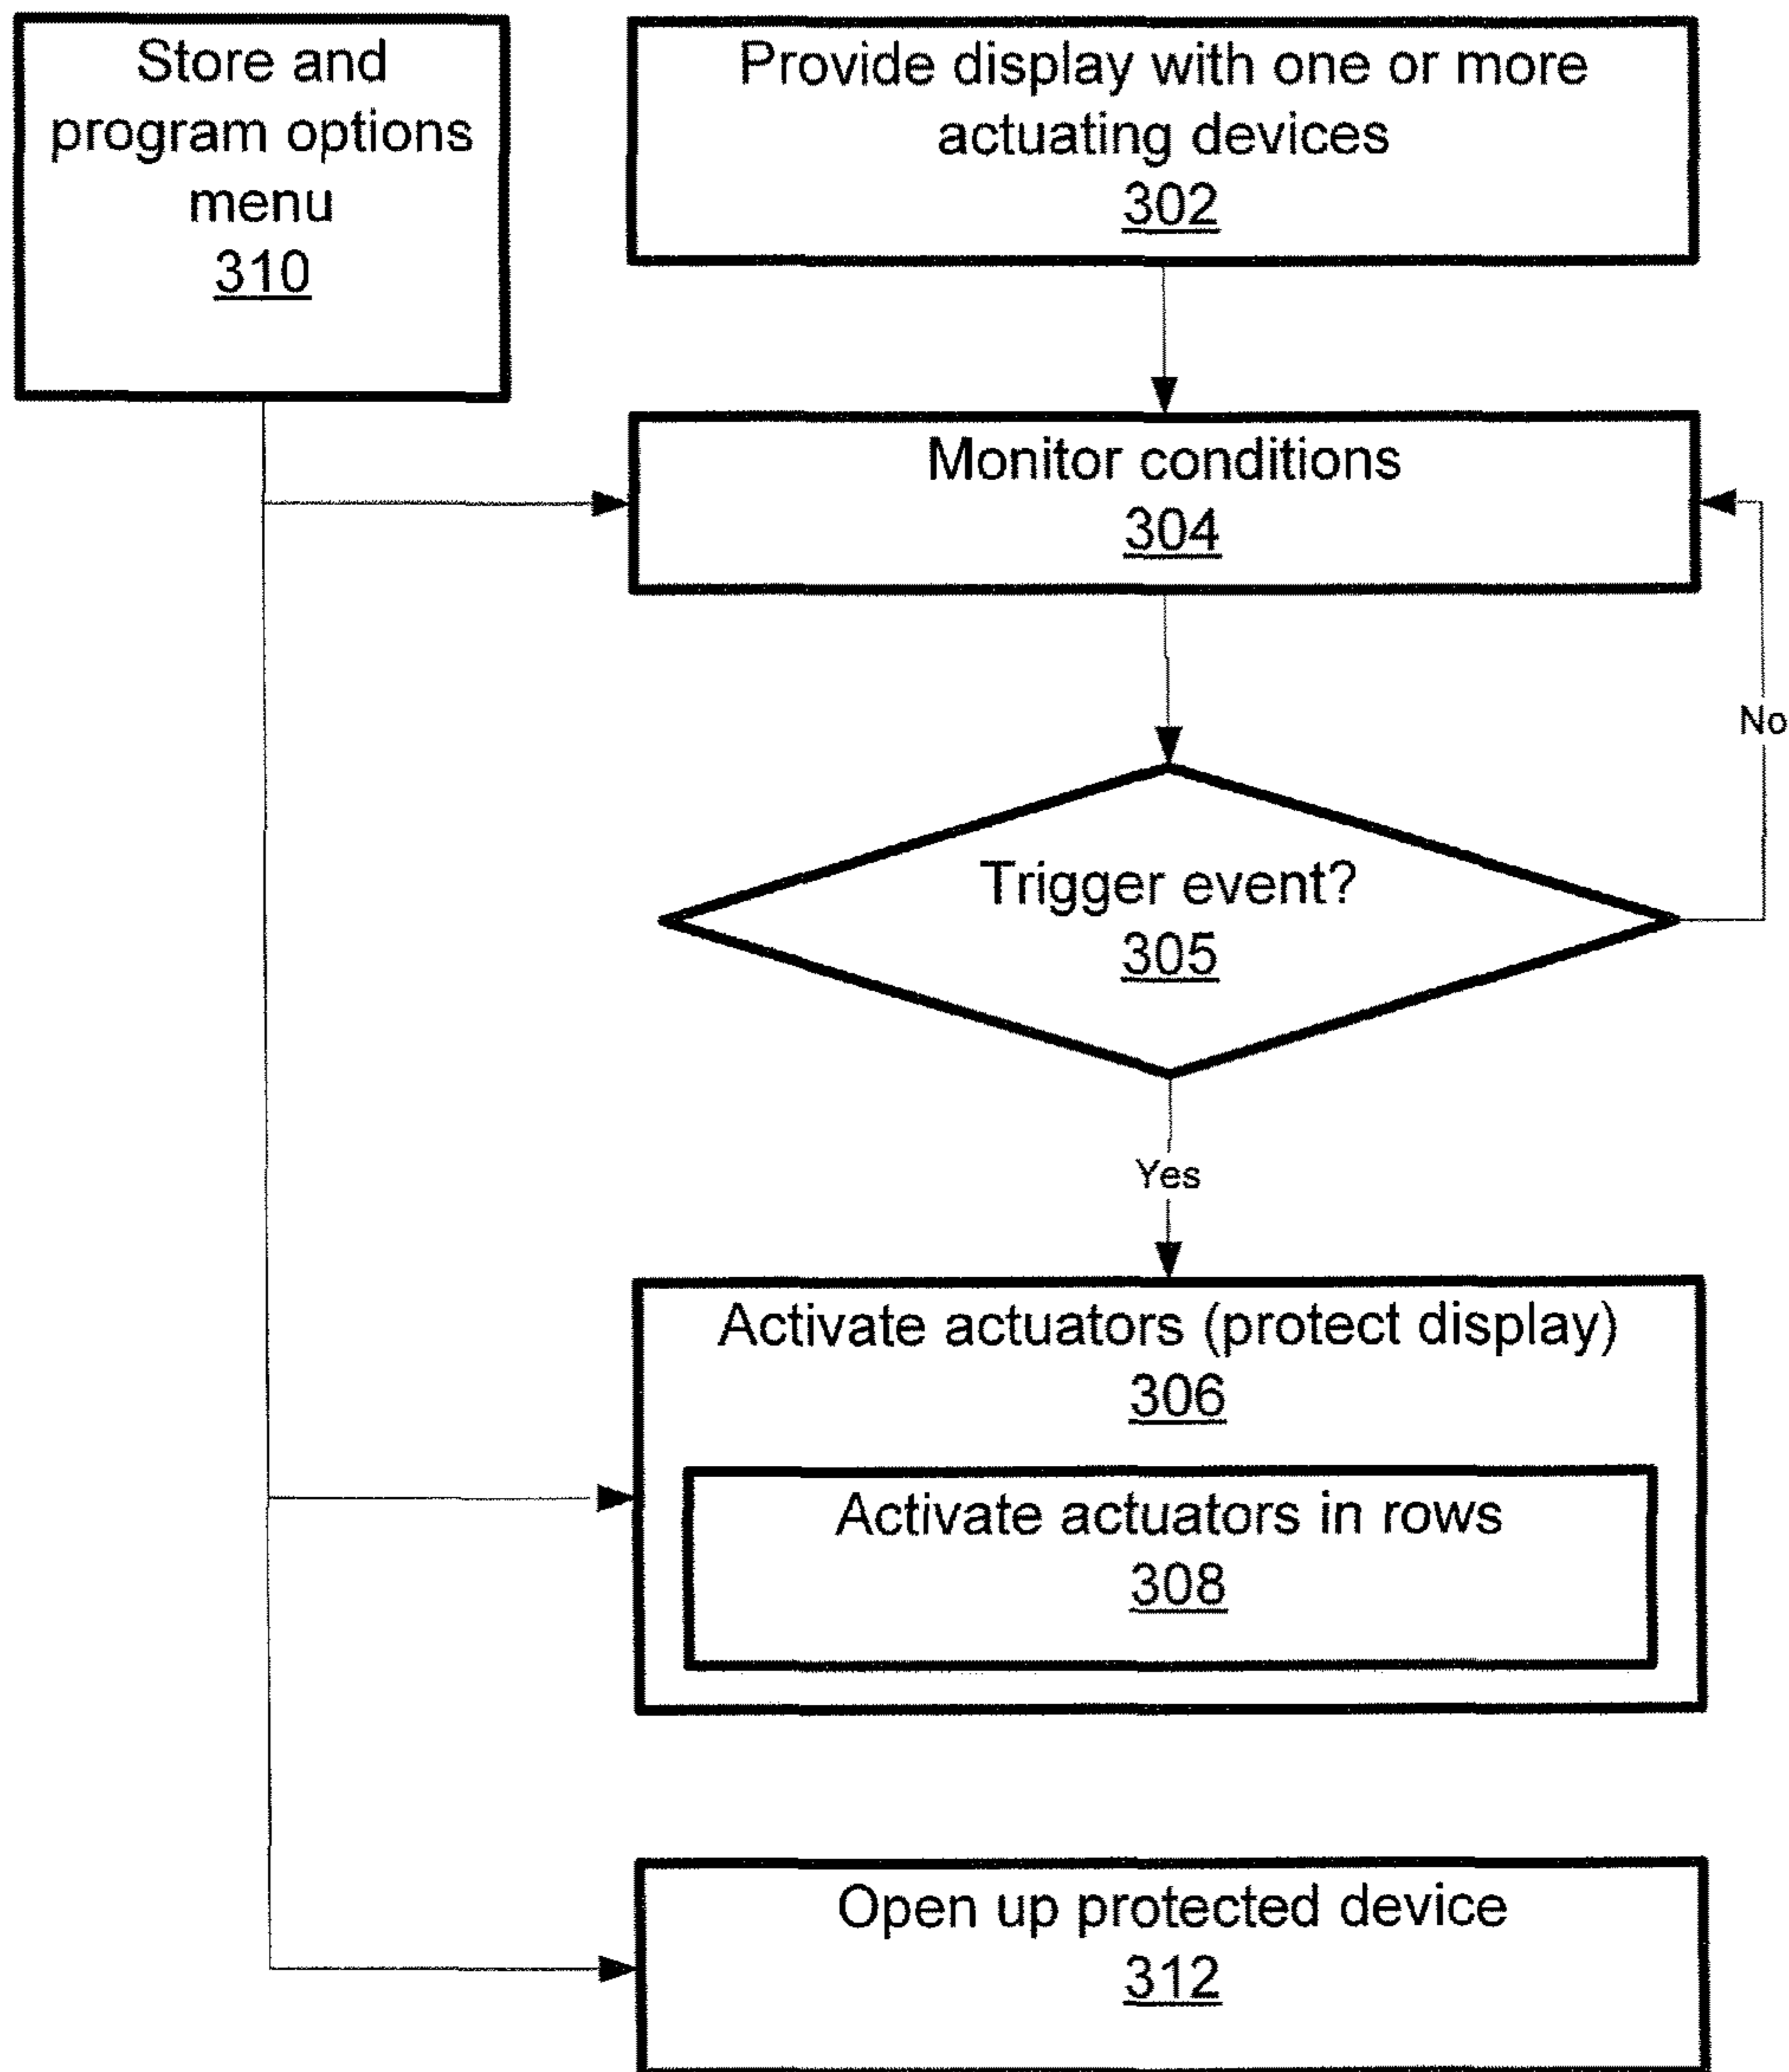 Store and
program options
menu
310
Provide display with one or more
actuating devices
302
Monitor conditions
304
No
Trigger event?
305
Yes
Activate actuators (protect display)
306
Activate actuators in rows
308
Open up protected device
312